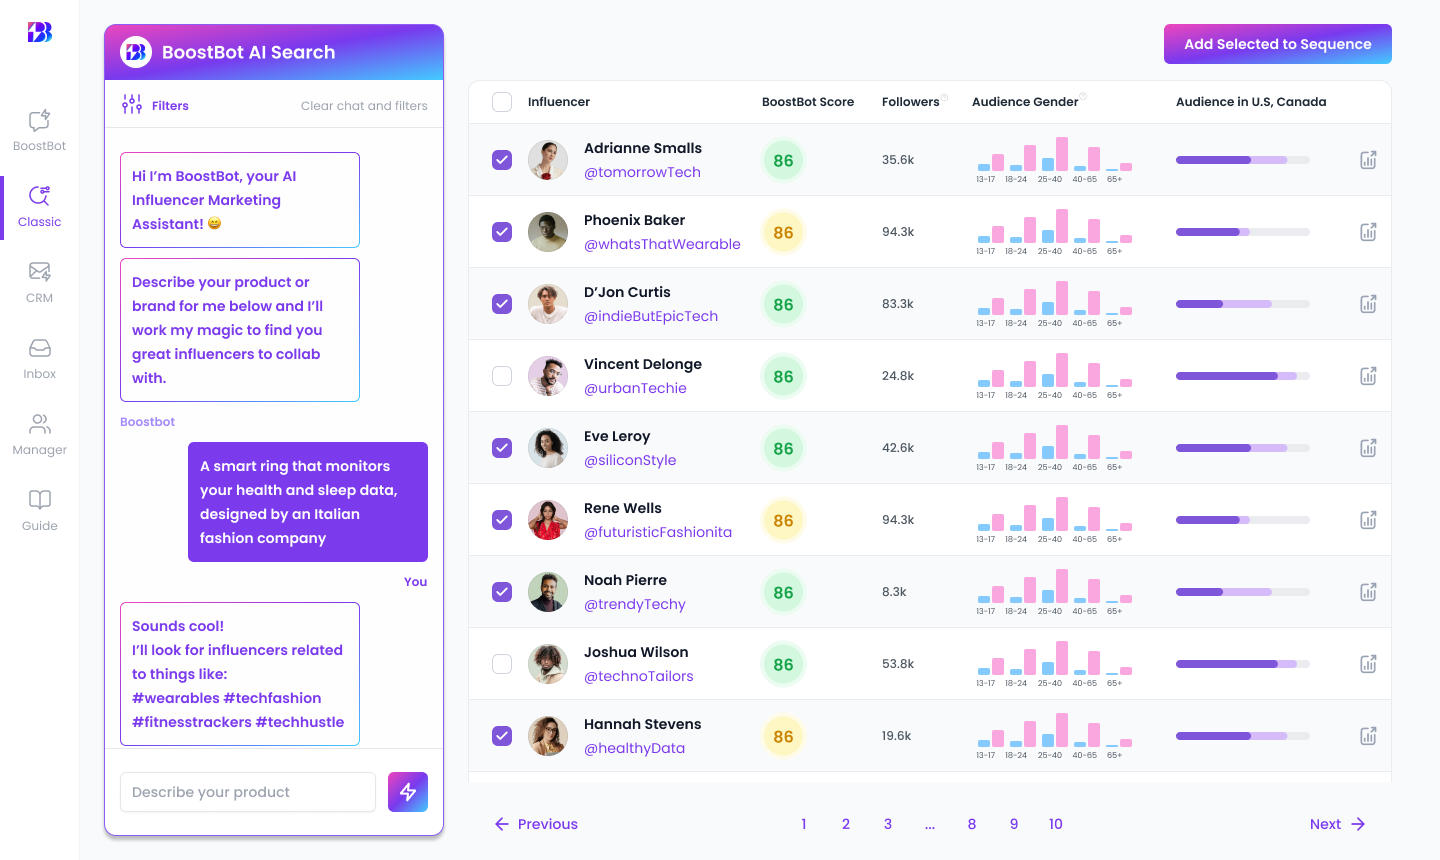 BoostBot
Classic
CRM
Inbox
Manager
Guide
BoostBot AI Search
Filters
Clear chat and filters
Hi I’m BoostBot, your AI
Influencer Marketing
Assistant! 😄
Describe your product or
brand for me below and I’ll
work my magic to find you
great influencers to collab
with.
Boostbot
A smart ring that monitors
your health and sleep data,
designed by an Italian
fashion company
You
Sounds cool!
I’ll look for influencers related
to things like:
#wearables #techfashion
#fitnesstrackers #techhustle
Describe your product
Add Selected to Sequence
Influencer BoostBot Score Followers Audience Gender Audience in U.S, Canada
Adrianne Smalls
@tomorrowTech
86
35.6k
13-17 18-24 25-40 40-65 65+
Phoenix Baker
@whatsThatWearable
86
94.3k
13-17 18-24 25-40 40-65 65+
D’Jon Curtis
@indieButEpicTech
86
83.3k
13-17 18-24 25-40 40-65 65+
Vincent Delonge
@urbanTechie
86
24.8k
13-17 18-24 25-40 40-65 65+
Eve Leroy
@siliconStyle
86
42.6k
13-17 18-24 25-40 40-65 65+
Rene Wells
@futuristicFashionita
86
94.3k
13-17 18-24 25-40 40-65 65+
Noah Pierre
@trendyTechy
86
8.3k
13-17 18-24 25-40 40-65 65+
Joshua Wilson
@technoTailors
86
53.8k
13-17 18-24 25-40 40-65 65+
Hannah Stevens
@healthyData
86
19.6k
13-17 18-24 25-40 40-65 65+
Previous 1 2 3 ... 8 9 10 Next